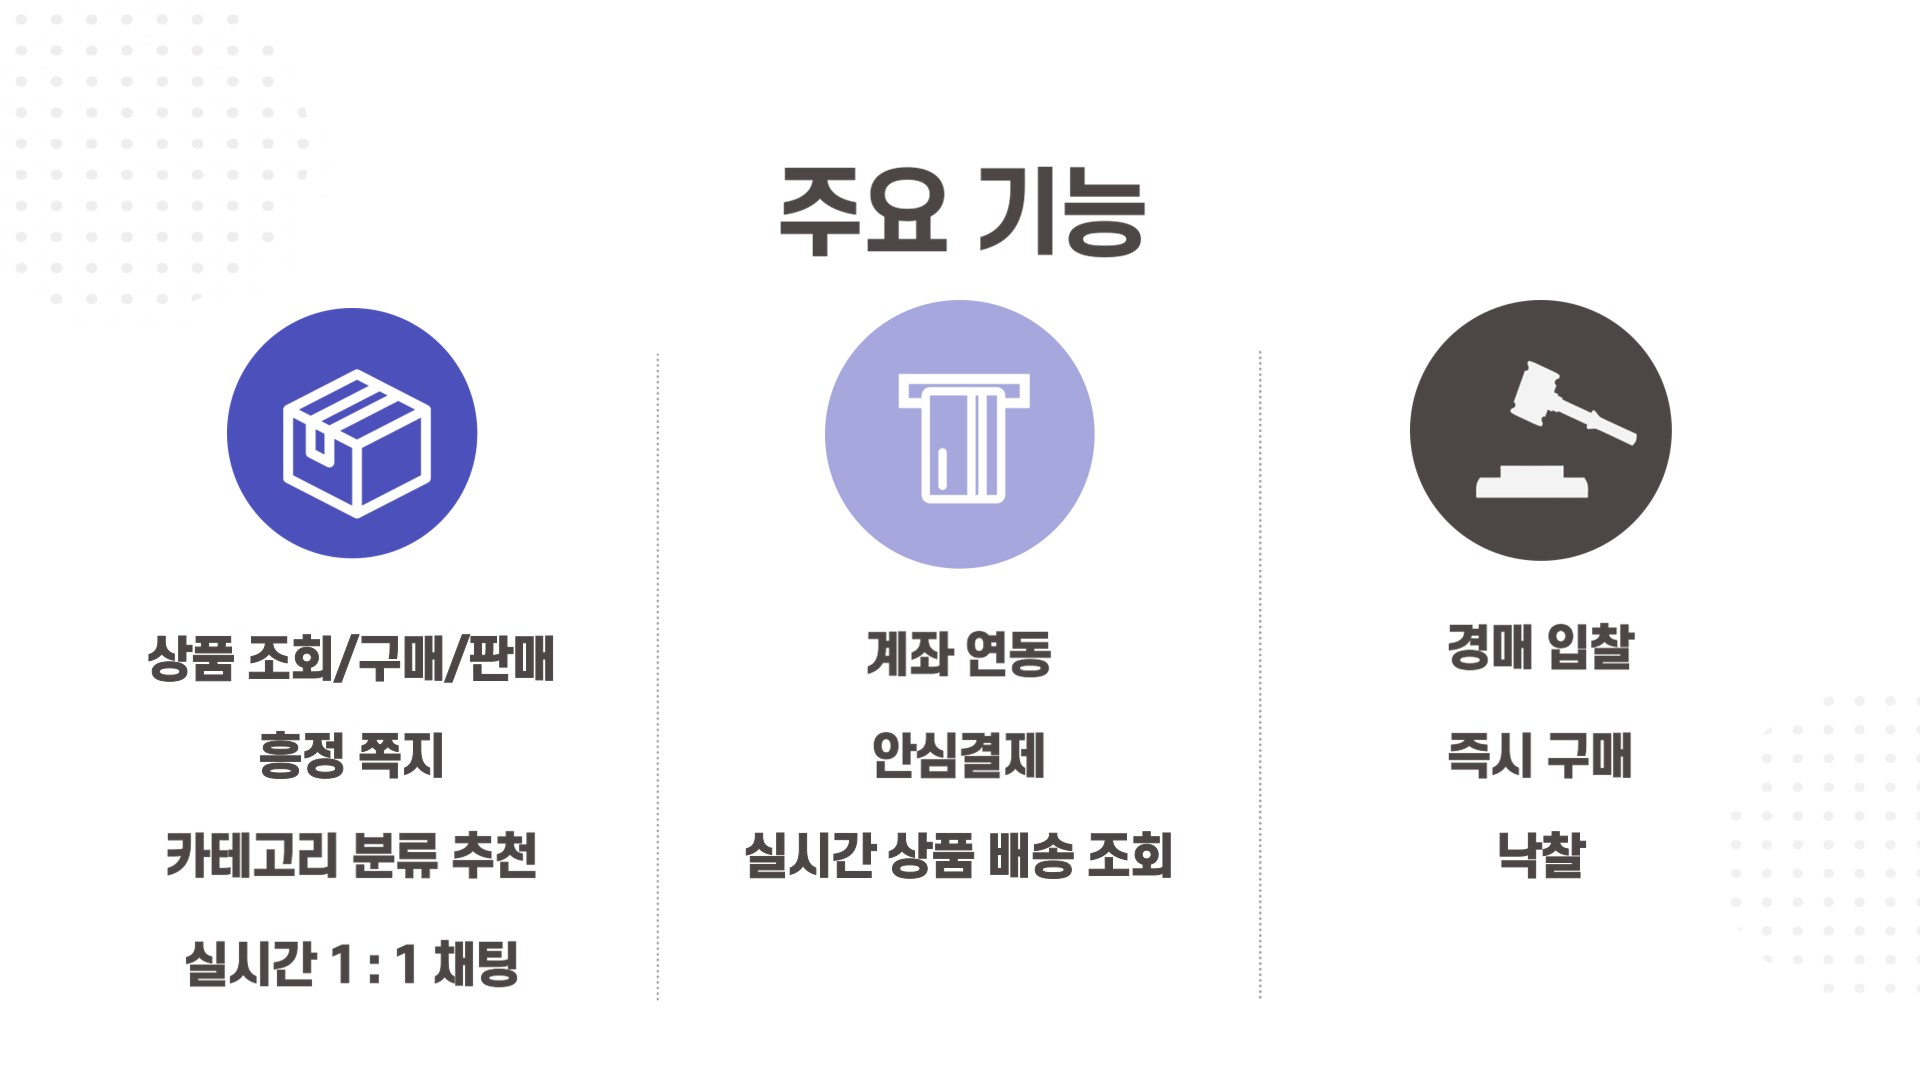 주요 기능
상품 조회/구매/판매
흥정 쪽지
카테고리 분류 추천
실시간 1 : 1 채팅
계좌 연동
안심결제
실시간 상품 배송 조회
경매 입찰
즉시 구매
낙찰